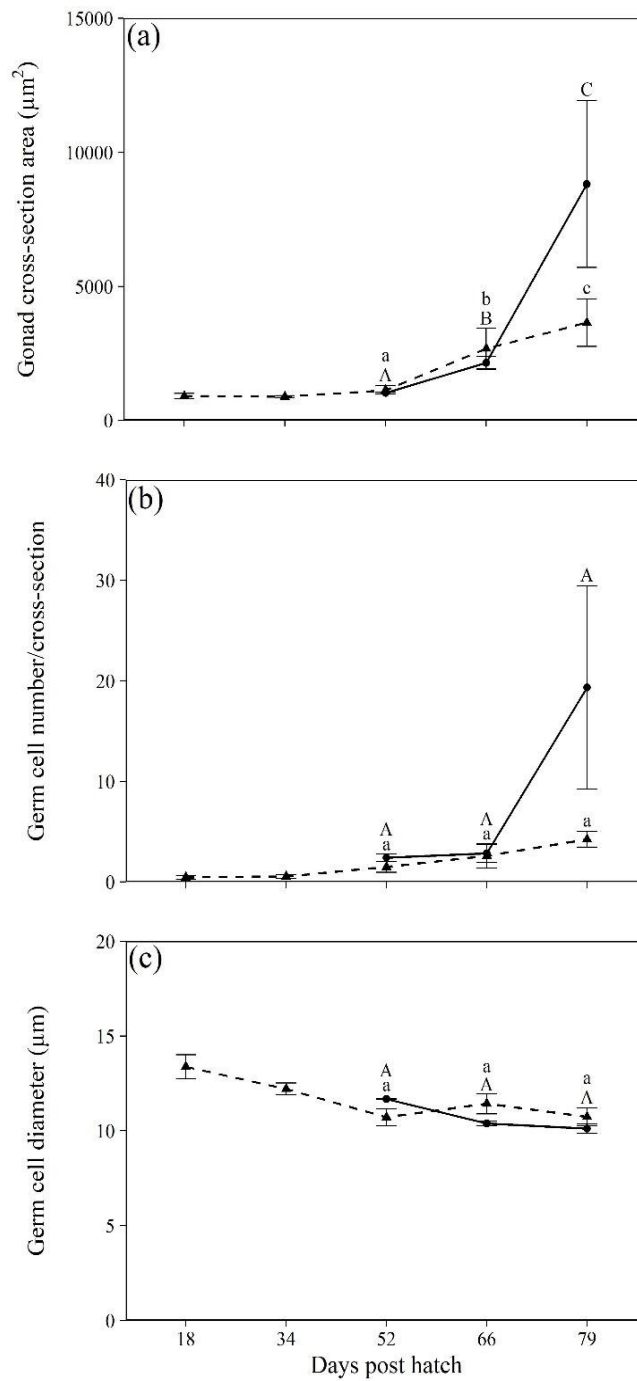 (a)
15000
10000
5000
0
Gonad cross-section area (µm²)
a
A
b
B
C
c
(b)
40
30
20
10
0
Germ cell number/cross-section
A
a
A
a
A
a
(c)
20
15
10
5
0
Germ cell diameter (µm)
A
a
a
A
a
A
18 34 52 66 79
Days post hatch